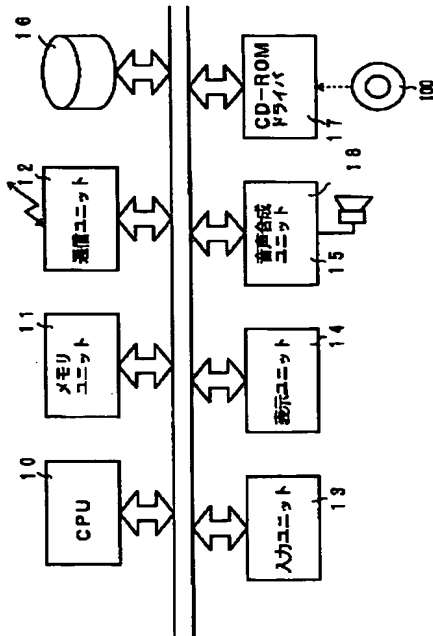 10
11
12
16
CPU
メモリ
ユニット
通信ユニット
入力ユニット
表示ユニット
音声合成
ユニット
CD-ROM
ドライバ
13
14
15
18
17
100